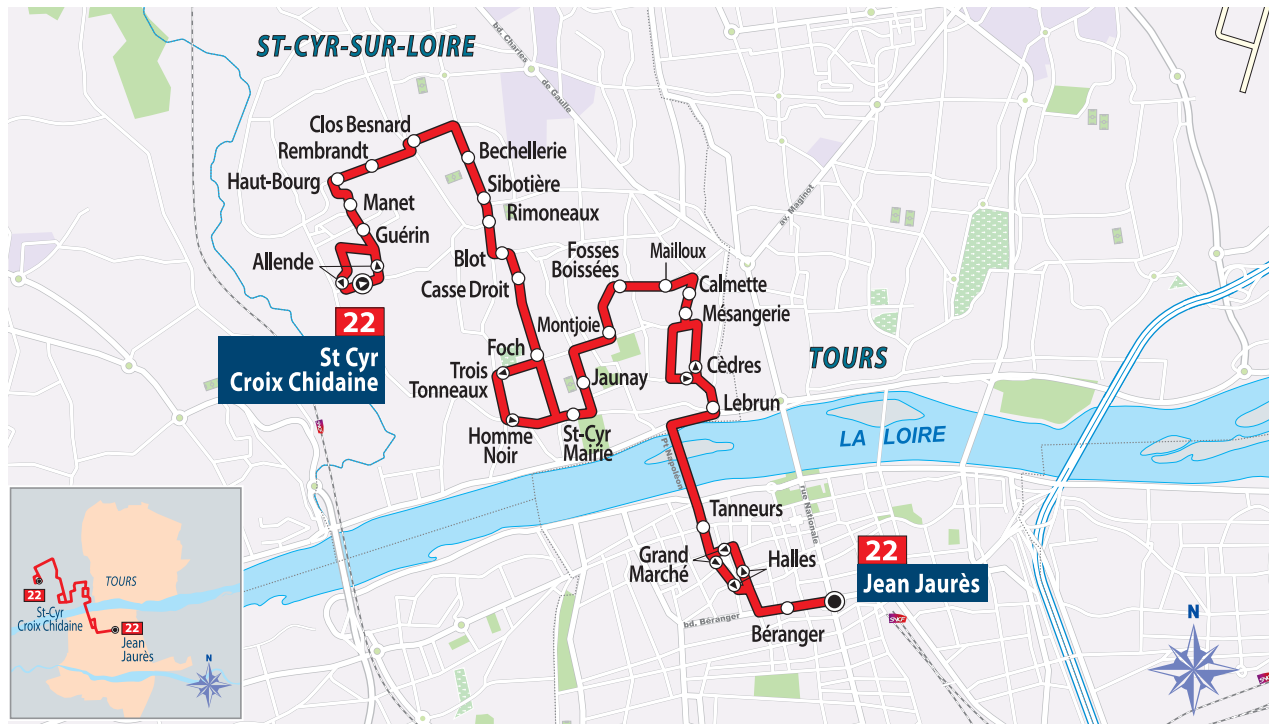 ST-CYR-SUR-LOIRE
bd. Charles
de Gaulle
Clos Besnard
Rembrandt
Haut-Bourg
Bechellerie
Sibotière
Rimoneaux
Manet
Guérin
Allende
Blot
Casse Droit
Fosses
Boissées
Mailloux
av. Maginot
Calmette
Mésangerie
Montjoie
22
St Cyr
Croix Chidaine
Foch
Trois
Tonneaux
Jaunay
Cèdres
TOURS
Lebrun
Homme
Noir
St-Cyr
Mairie
LA LOIRE
Pt Napoléon
rue Nationale
Tanneurs
Grand
Marché
Halles
22
Jean Jaurès
bd. Béranger
Béranger
SNCF
N
TOURS
22
St-Cyr
Croix Chidaine
22
Jean
Jaurès
N